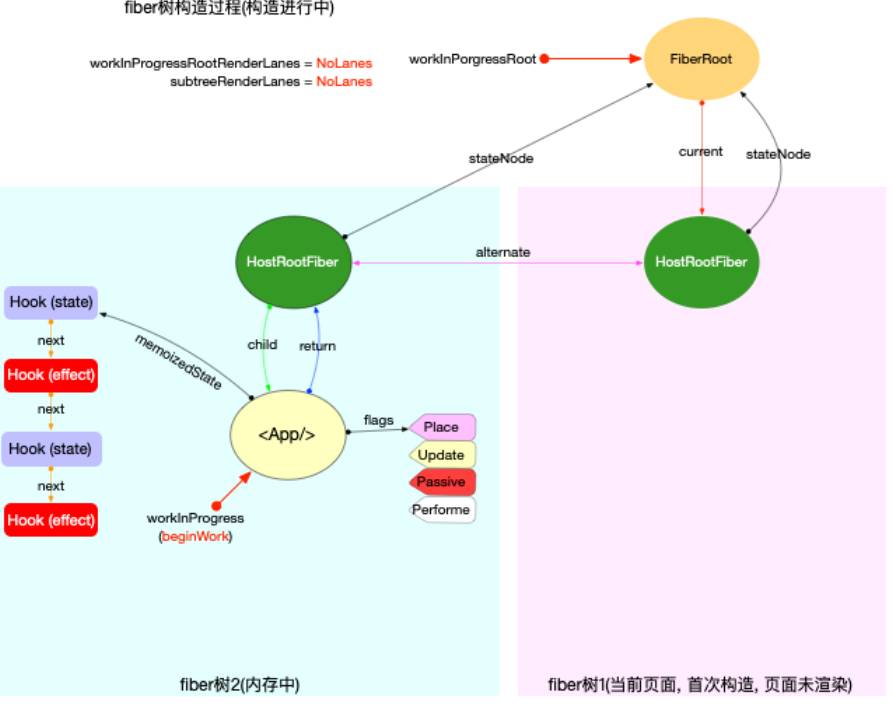 fiber树构造过程(构造进行中)
workInProgressRootRenderLanes = NoLanes
subtreeRenderLanes = NoLanes
workInPorgressRoot
FiberRoot
stateNode
current
stateNode
HostRootFiber
alternate
HostRootFiber
Hook (state)
next
Hook (effect)
next
Hook (state)
next
Hook (effect)
memoizedState
child
return
<App/>
flags
Place
Update
Passive
Performe
workInProgress
(beginWork)
fiber树2(内存中)
fiber树1(当前页面, 首次构造, 页面未渲染)